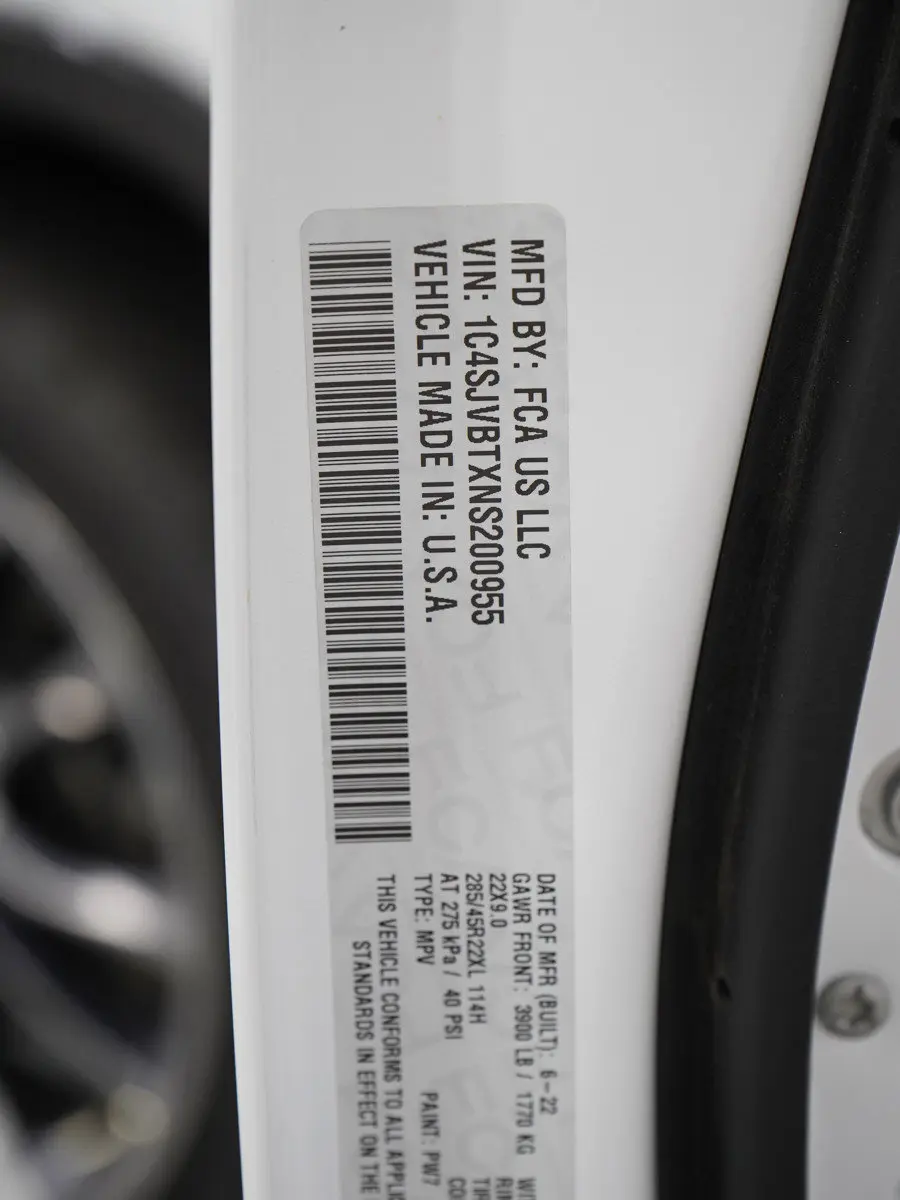 MFD BY: FCA US LLC
VIN: 1C4SJVBTXNS200955
VEHICLE MADE IN: U.S.A.
DATE OF MFR (BUILT): 6-22
GAWR FRONT: 3900 LB / 1770 KG
22X9.0
285/45R22XL 114H
AT 275 kPa / 40 PSI
TYPE: MPV PAINT: PW7
THIS VEHICLE CONFORMS TO ALL
STANDARDS IN EFFECT ON THE